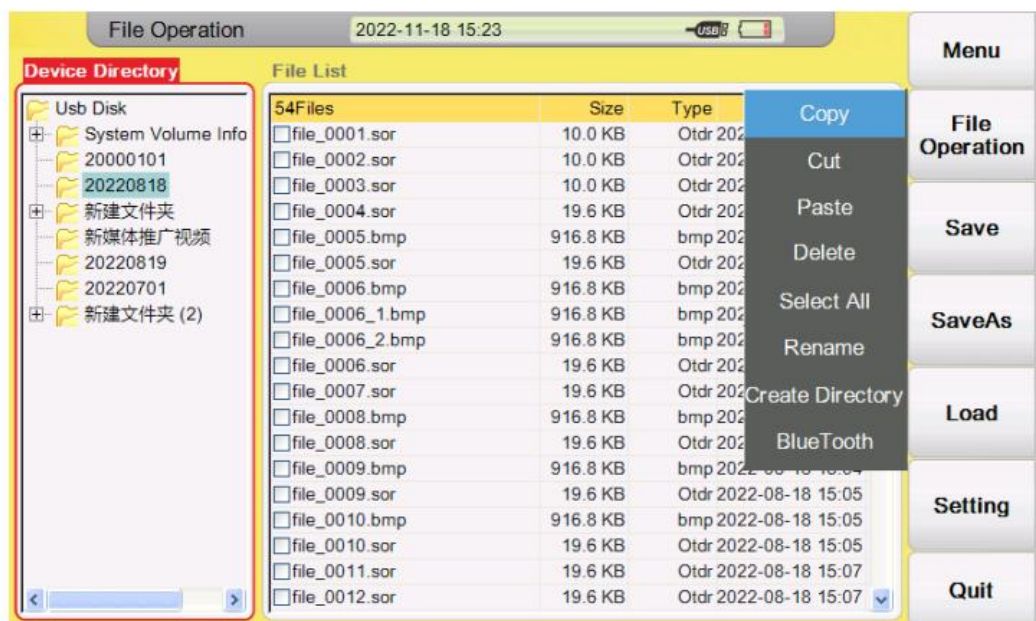 File Operation 2022-11-18 15:23 USB
Device Directory File List
Usb Disk
System Volume Info
20000101
20220818
新建文件夹
新媒体推广视频
20220819
20220701
新建文件夹 (2)
54Files Size Type
file_0001.sor 10.0 KB Otdr 202
file_0002.sor 10.0 KB Otdr 202
file_0003.sor 10.0 KB Otdr 202
file_0004.sor 19.6 KB Otdr 202
file_0005.bmp 916.8 KB bmp 202
file_0005.sor 19.6 KB Otdr 202
file_0006.bmp 916.8 KB bmp 202
file_0006_1.bmp 916.8 KB bmp 202
file_0006_2.bmp 916.8 KB bmp 202
file_0006.sor 19.6 KB Otdr 202
file_0007.sor 19.6 KB Otdr 202
file_0008.bmp 916.8 KB bmp 202
file_0008.sor 19.6 KB Otdr 202
file_0009.bmp 916.8 KB bmp
file_0009.sor 19.6 KB Otdr 2022-08-18 15:05
file_0010.bmp 916.8 KB bmp 2022-08-18 15:05
file_0010.sor 19.6 KB Otdr 2022-08-18 15:05
file_0011.sor 19.6 KB Otdr 2022-08-18 15:07
file_0012.sor 19.6 KB Otdr 2022-08-18 15:07
Copy
Cut
Paste
Delete
Select All
Rename
Create Directory
BlueTooth
Menu
File
Operation
Save
SaveAs
Load
Setting
Quit